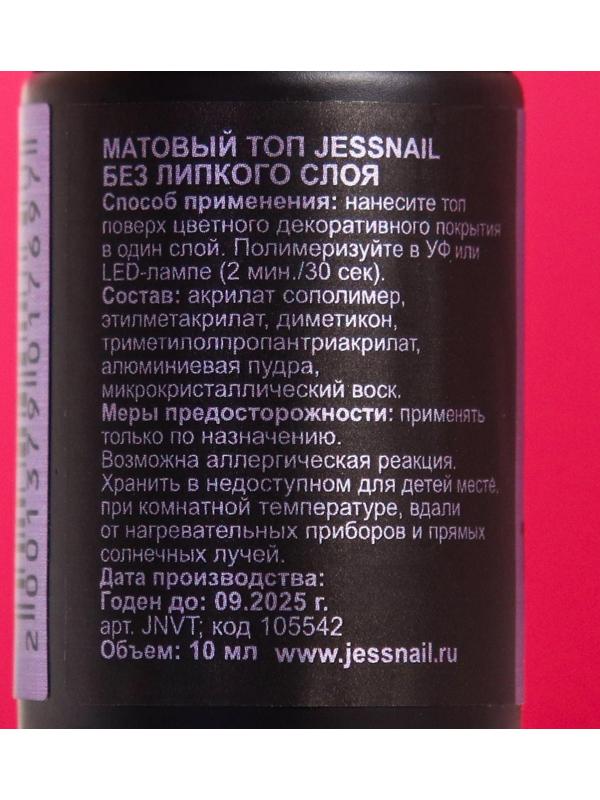 МАТОВЫЙ ТОП JESSNAIL
БЕЗ ЛИПКОГО СЛОЯ
Способ применения: нанесите топ
поверх цветного декоративного покрытия
в один слой. Полимеризуйте в УФ или
LED-лампе (2 мин./30 сек).
Состав: акрилат сополимер,
этилметакрилат, диметикон,
триметилолпропантриакрилат,
алюминиевая пудра,
микрокристаллический воск.
Меры предосторожности: применять
только по назначению.
Возможна аллергическая реакция.
Хранить в недоступном для детей месте,
при комнатной температуре, вдали
от нагревательных приборов и прямых
солнечных лучей.
Дата производства:
Годен до: 09.2025 г.
арт. JNVT; код 105542
Объем: 10 мл www.jessnail.ru